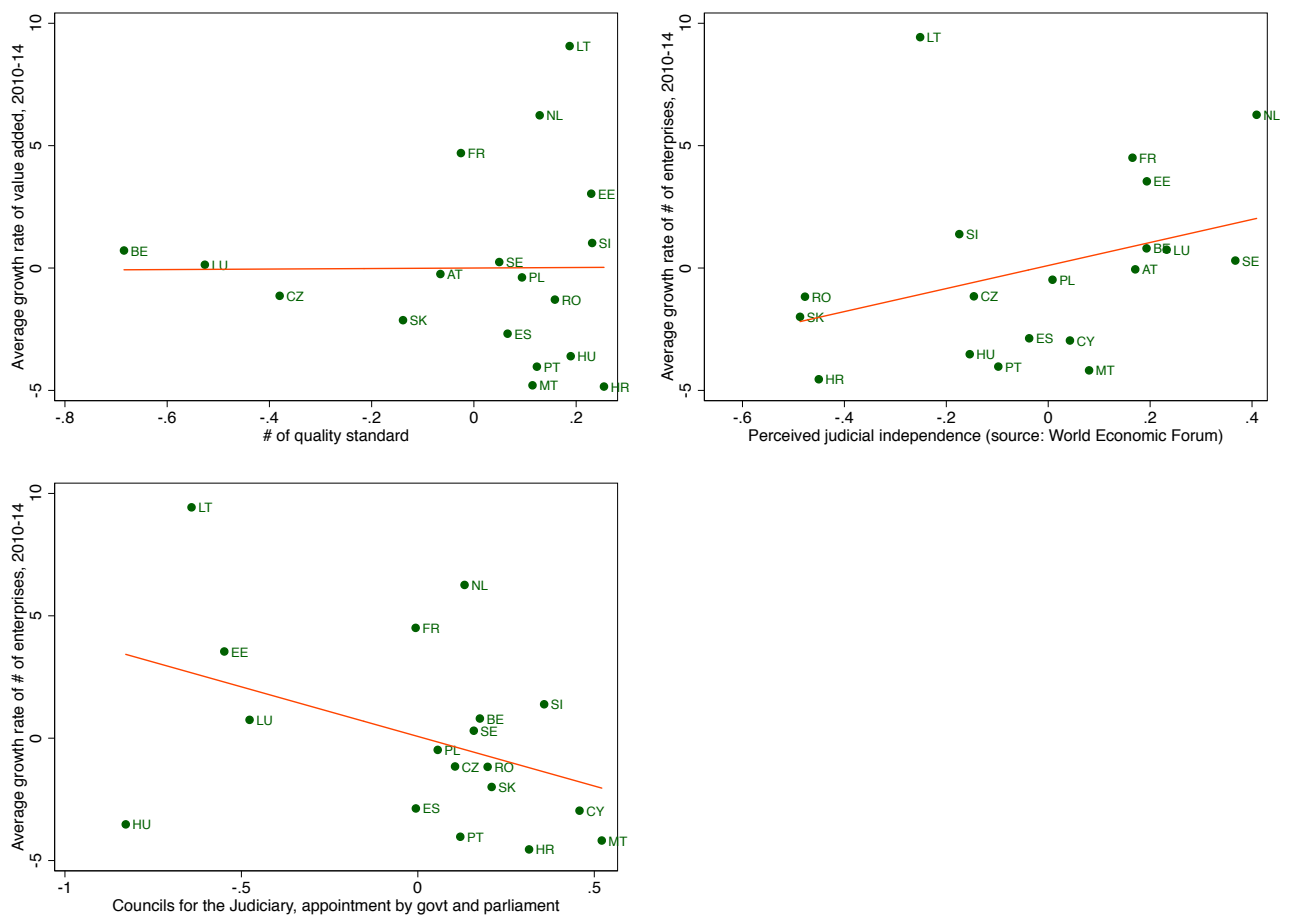 Average growth rate of value added, 2010-14
10
5
0
-5
LT
NL
FR
EE
SI
BE
LU
SE
AT
PL
CZ
RO
SK
ES
HU
PT
MT
HR
-.8 -.6 -.4 -.2 0 .2
# of quality standard
Average growth rate of # of enterprises, 2010-14
10
5
0
-5
LT
NL
FR
EE
SI
BE
LU
SE
AT
PL
RO
CZ
SK
ES
CY
HU
PT
MT
HR
-.6 -.4 -.2 0 .2 .4
Perceived judicial independence (source: World Economic Forum)
Average growth rate of # of enterprises, 2010-14
10
5
0
-5
LT
NL
FR
EE
SI
LU
BE
SE
PL
CZ
RO
SK
ES
CY
HU
PT
MT
HR
-1 -.5 0 .5
Councils for the Judiciary, appointment by govt and parliament